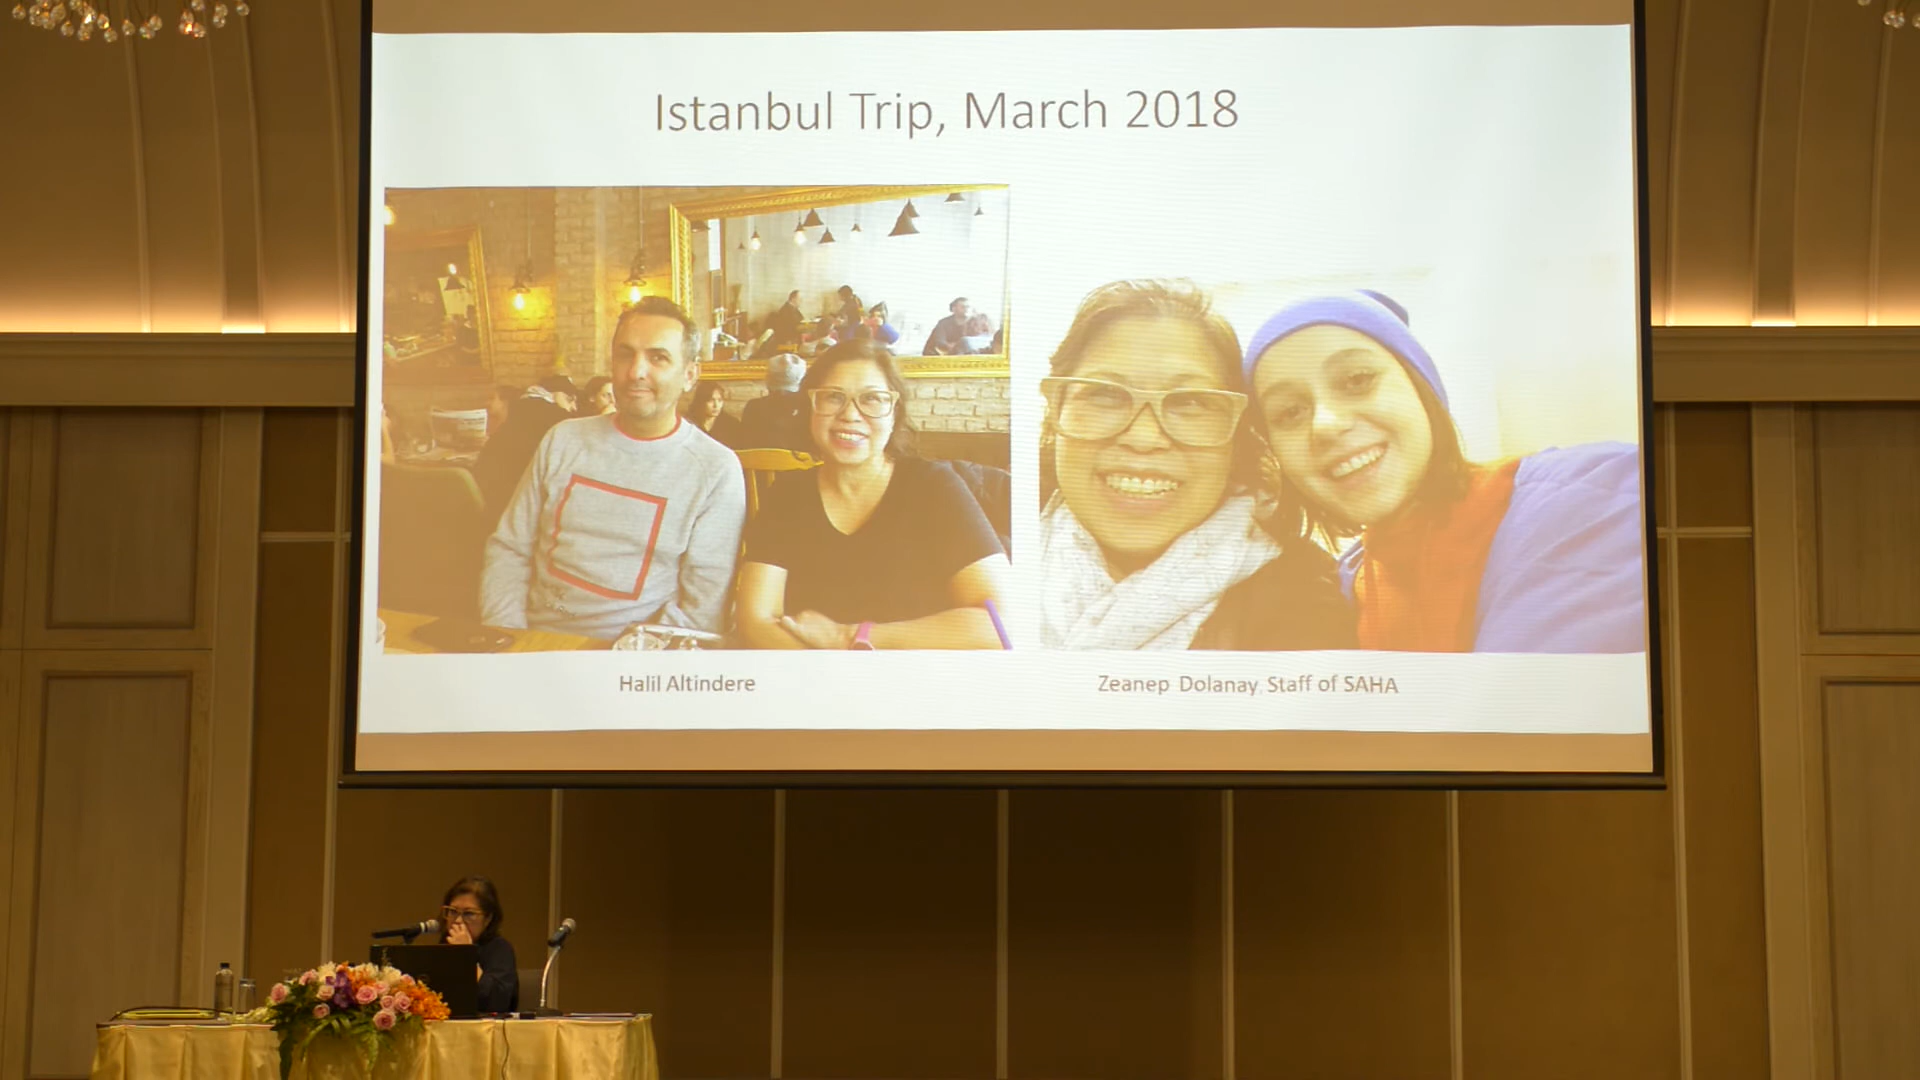 Istanbul Trip, March 2018
Halil Altindere
Zeanep Dolanay, Staff of SAHA